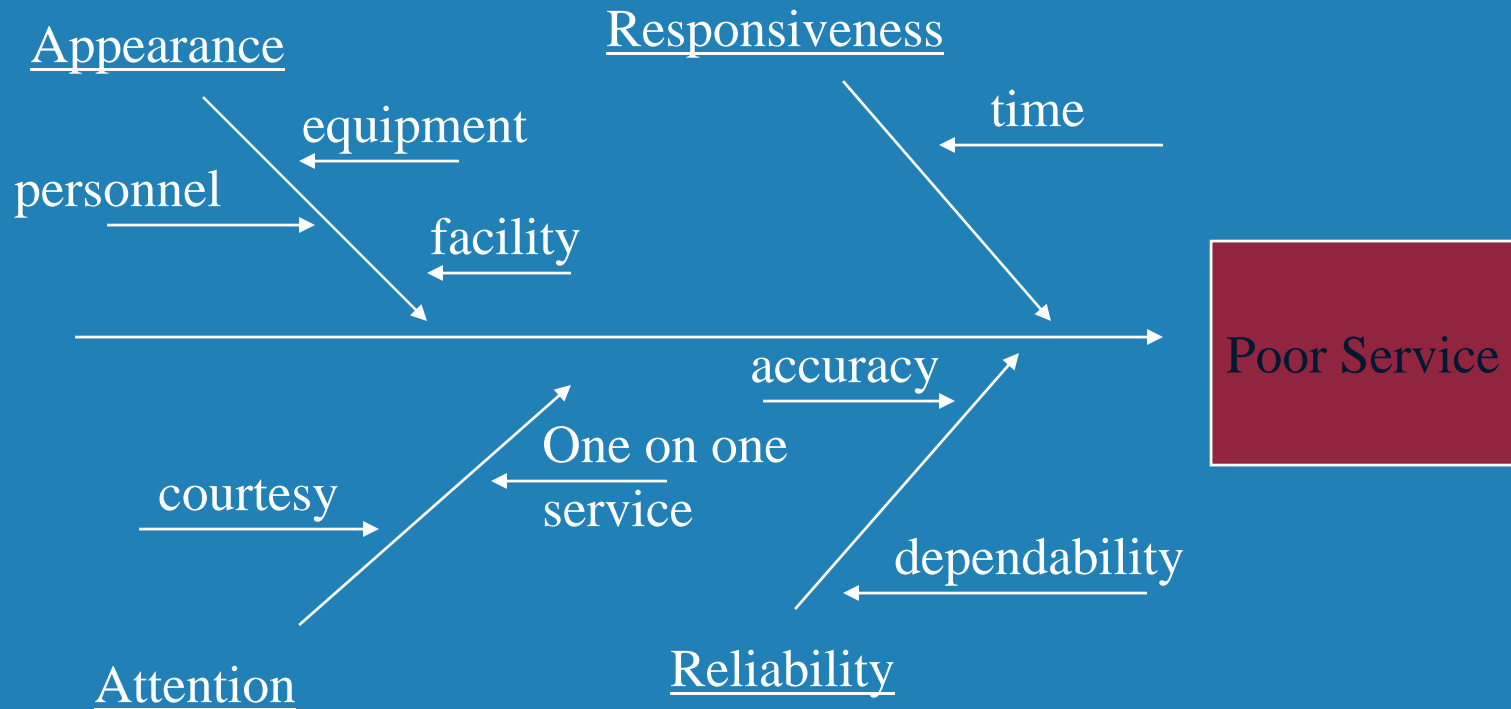 Appearance
Responsiveness
equipment
time
personnel
facility
Poor Service
accuracy
One on one
service
courtesy
dependability
Attention
Reliability